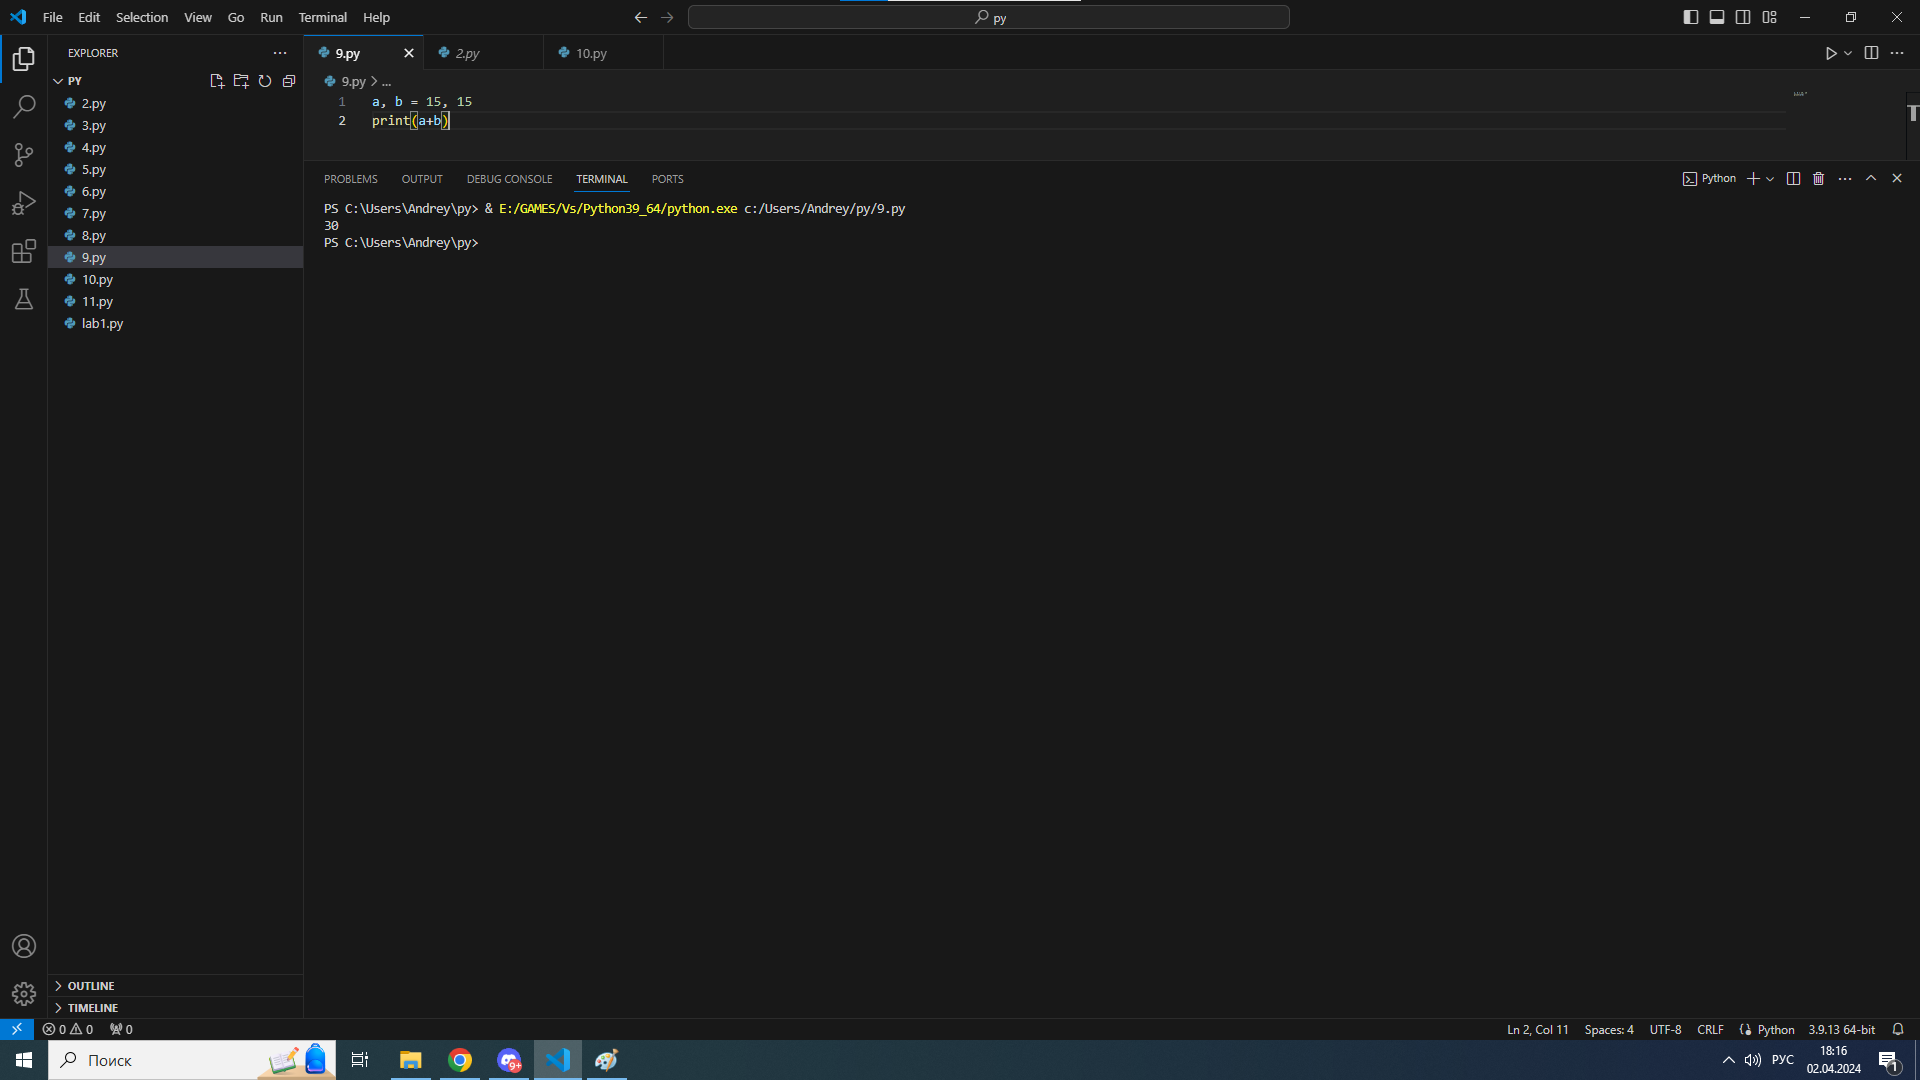 File Edit Selection View Go Run Terminal Help
py
EXPLORER
PY
2.py
3.py
4.py
5.py
6.py
7.py
8.py
9.py
10.py
11.py
lab1.py
OUTLINE
TIMELINE
9.py 2.py 10.py
9.py > ...
1 a, b = 15, 15
2 print(a+b)
PROBLEMS OUTPUT DEBUG CONSOLE TERMINAL PORTS
Python
PS C:\Users\Andrey\py> & E:/GAMES/Vs/Python39_64/python.exe c:/Users/Andrey/py/9.py
30
PS C:\Users\Andrey\py>
0 0 0
Ln 2, Col 11 Spaces: 4 UTF-8 CRLF Python 3.9.13 64-bit
Поиск
9+
РУС
18:16
02.04.2024
1